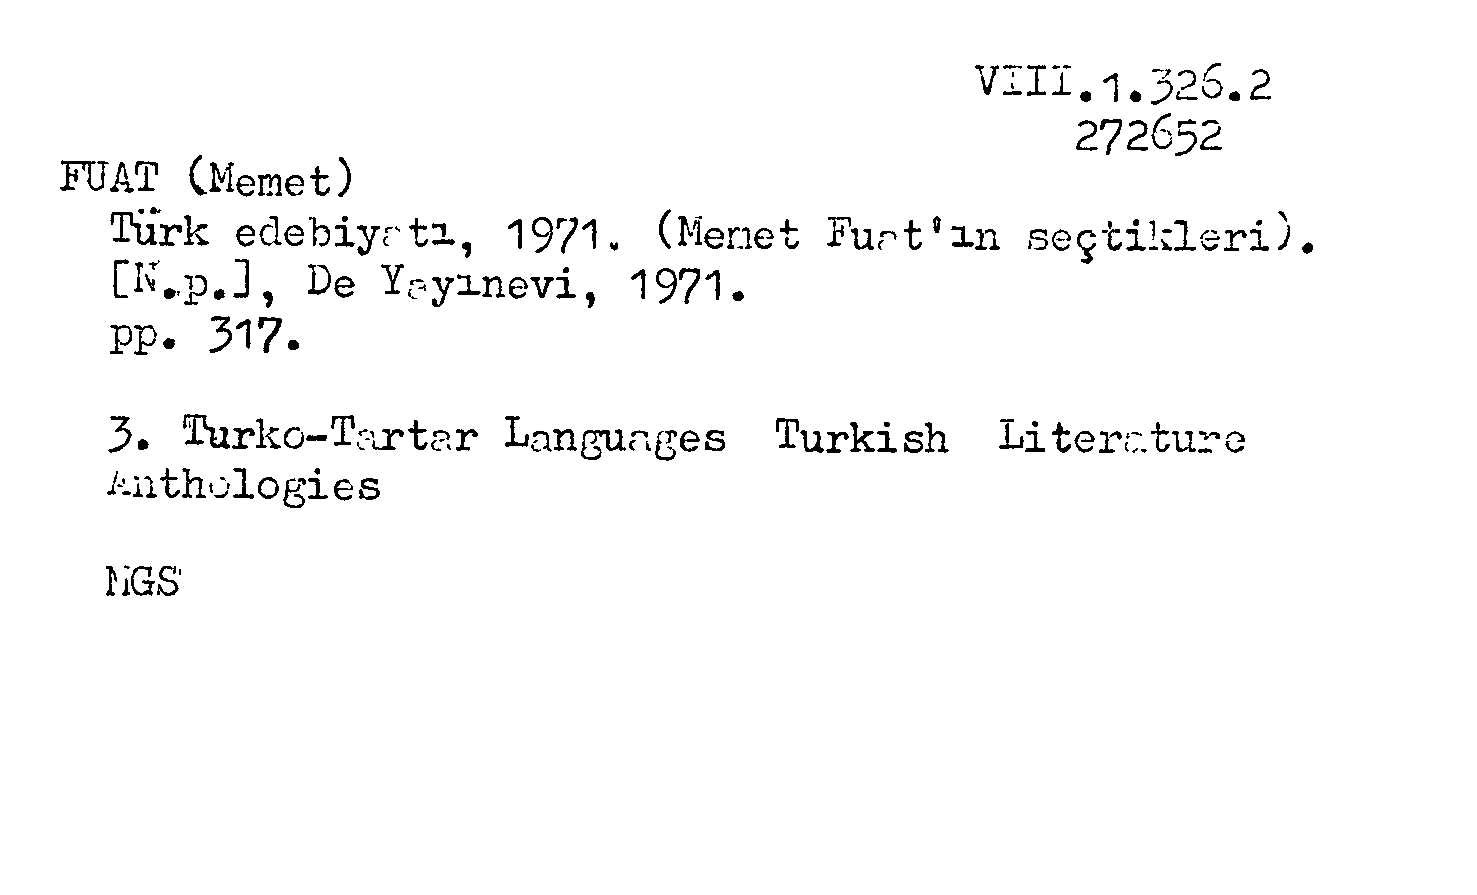 VIII.1.326.2
272652
FUAT (Memet)
Türk edebiyatı, 1971. (Memet Fuat'ın seçtikleri).
[N.p.], De Yayınevi, 1971.
pp. 317.
3. Turko-Tartar Languages Turkish Literature
Anthologies
NGS